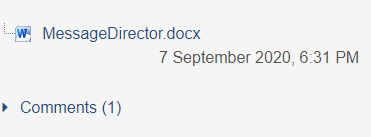 MessageDirector.docx
7 September 2020, 6:31 PM
Comments (1)